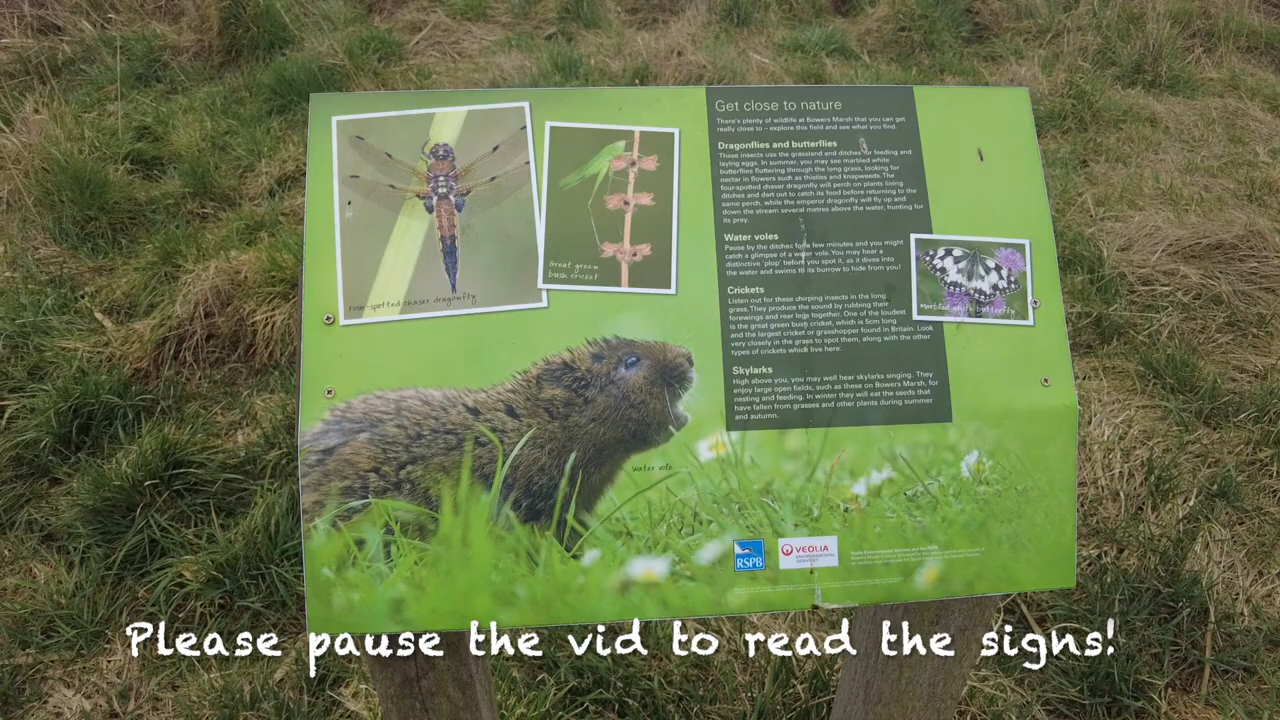 Get close to nature
There's plenty of wildlife at Bowers Marsh that you can get
really close to – explore this field and see what you find.
Dragonflies and butterflies
These insects use the grassland and ditches for feeding and
laying eggs. In summer, you may see marbled white
butterflies fluttering through the long grass, looking for
nectar in flowers such as thistles and knapweeds. The
four-spotted chaser dragonfly will perch on plants lining
ditches and dart out to catch its food before returning to the
same perch, while the emperor dragonfly will fly up and
down the stream several metres above the water, hunting for
its prey.
Water voles
Pause by the ditches for a few minutes and you might
catch a glimpse of a water vole. You may hear a
distinctive 'plop' before you spot it, as it dives into
the water and swims to its burrow to hide from you!
Crickets
Listen out for these chirping insects in the long
grass. They produce the sound by rubbing their
forewings and rear legs together. One of the loudest
is the great green bush cricket, which is 5cm long
and the largest cricket or grasshopper found in Britain. Look
very closely in the grass to spot them, along with the other
types of crickets which live here.
Skylarks
High above you, you may well hear skylarks singing. They
enjoy large open fields, such as these on Bowers Marsh, for
nesting and feeding. In winter they will eat the seeds that
have fallen from grasses and other plants during summer
and autumn.
Four-spotted chaser dragonfly
Great green
bush cricket
Marbled white butterfly
Water vole
RSPB
VEOLIA
ENVIRONMENTAL
SERVICES
Please pause the vid to read the signs!